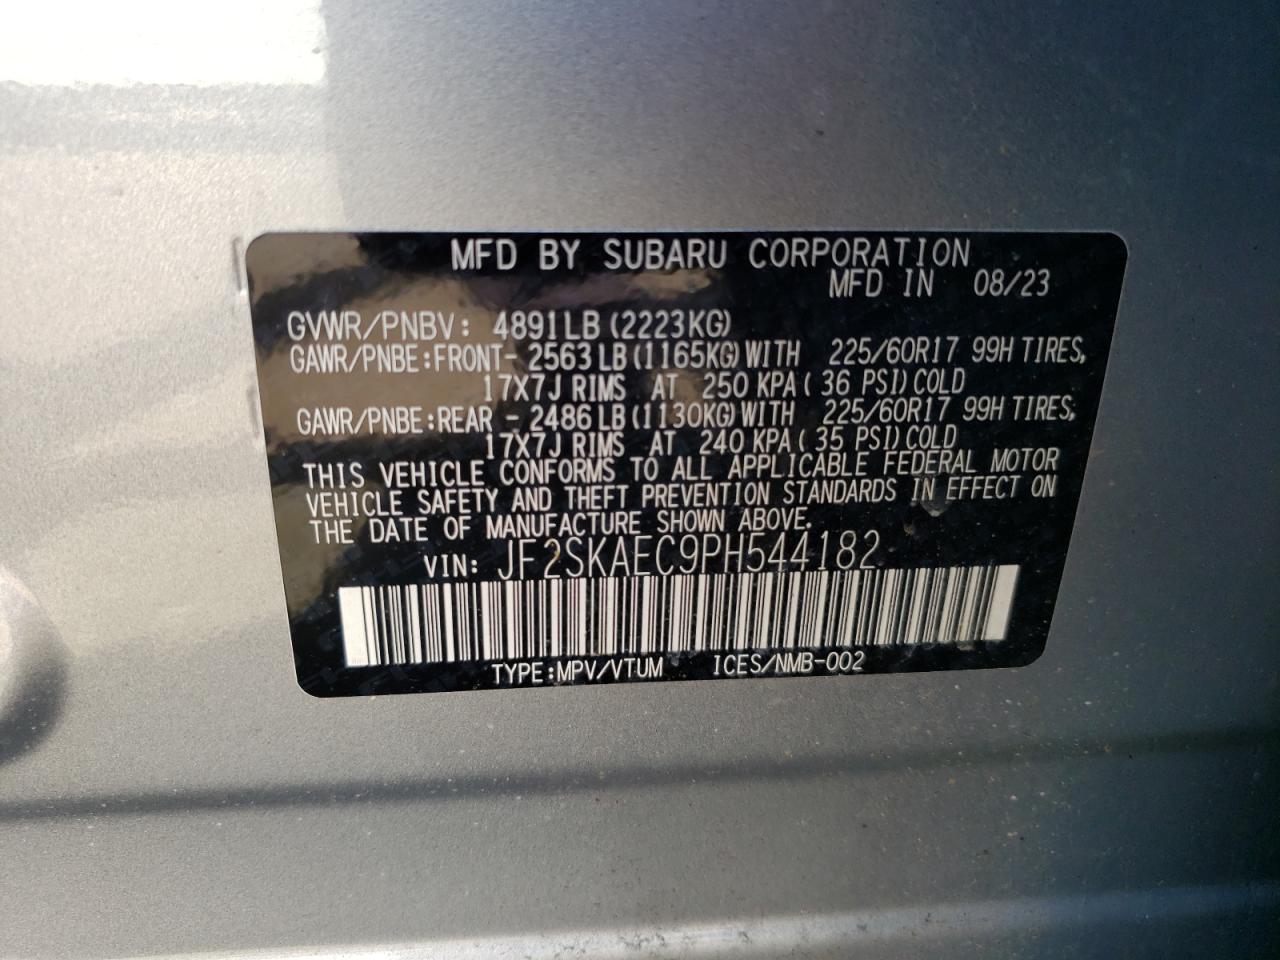 MFD BY SUBARU CORPORATION
MFD IN 08/23
GVWR/PNBV: 4891LB (2223KG)
GAWR/PNBE:FRONT- 2563LB (1165KG) WITH 225/60R17 99H TIRES,
17X7J RIMS AT 250 KPA ( 36 PSI) COLD
GAWR/PNBE:REAR - 2486LB (1130KG) WITH 225/60R17 99H TIRES,
17X7J RIMS AT 240 KPA ( 35 PSI) COLD
THIS VEHICLE CONFORMS TO ALL APPLICABLE FEDERAL MOTOR
VEHICLE SAFETY AND THEFT PREVENTION STANDARDS IN EFFECT ON
THE DATE OF MANUFACTURE SHOWN ABOVE.
VIN: JF2SKAEC9PH544182
TYPE:MPV/VTUM ICES/NMB-002